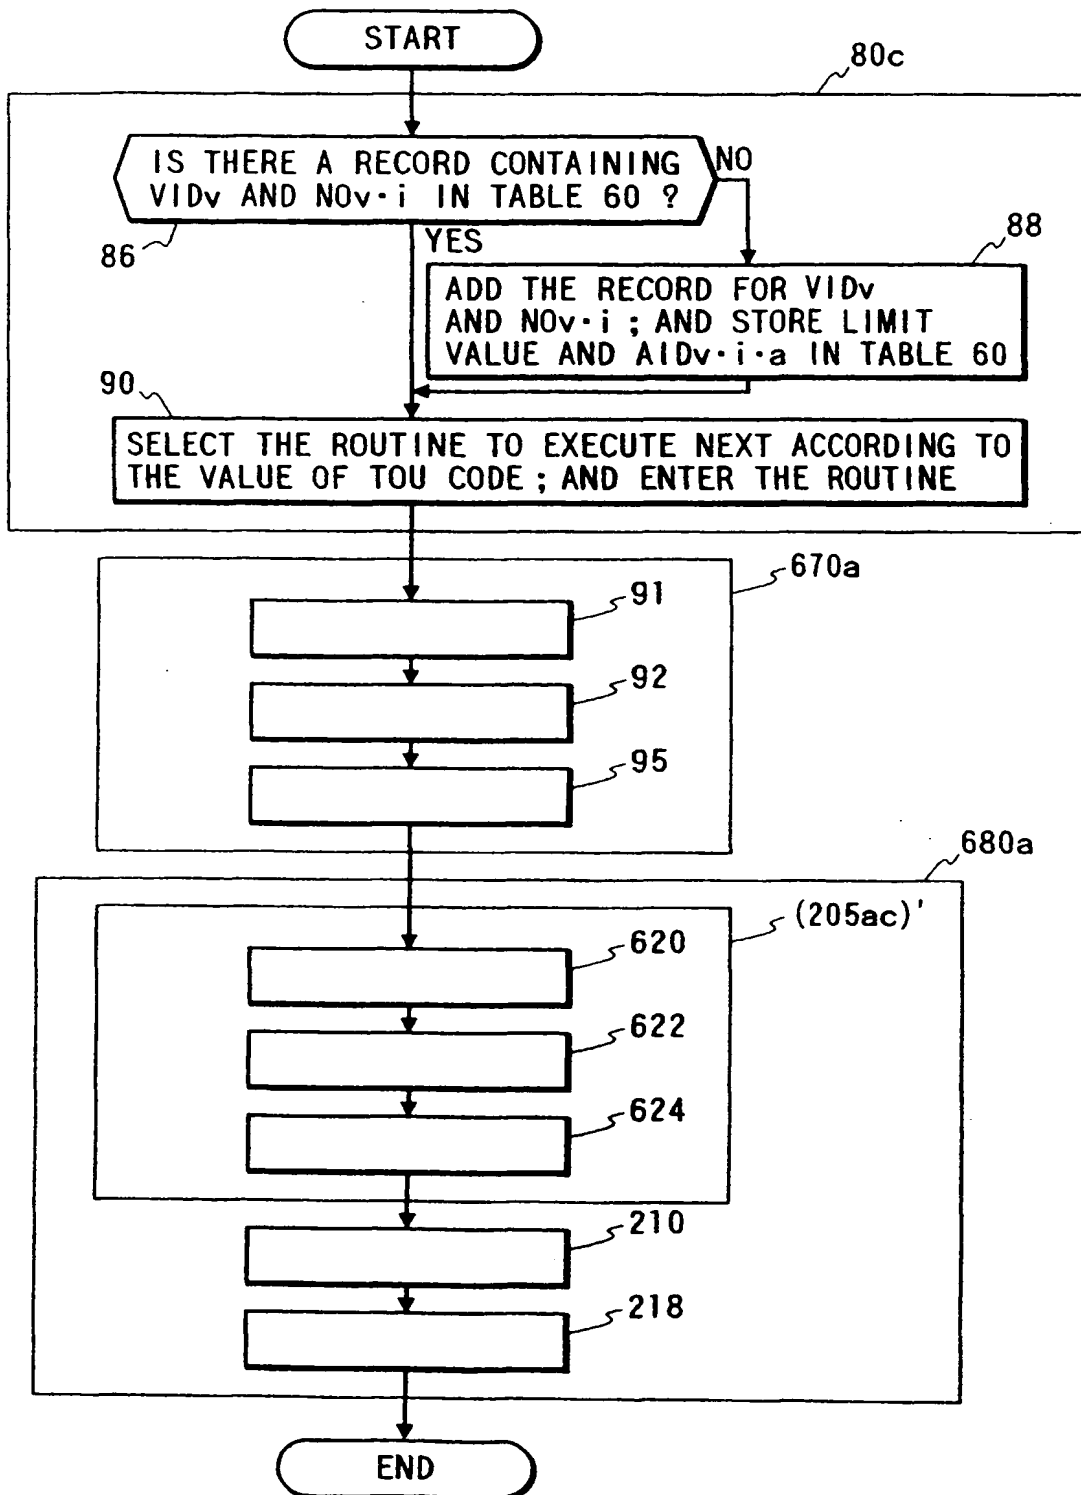 START
80c
IS THERE A RECORD CONTAINING
VIDv AND NOv·i IN TABLE 60 ?
NO
86
YES
88
ADD THE RECORD FOR VIDv
AND NOv·i ; AND STORE LIMIT
VALUE AND AIDv·i·a IN TABLE 60
90
SELECT THE ROUTINE TO EXECUTE NEXT ACCORDING TO
THE VALUE OF TOU CODE ; AND ENTER THE ROUTINE
670a
91
92
95
680a
(205ac)'
620
622
624
210
218
END